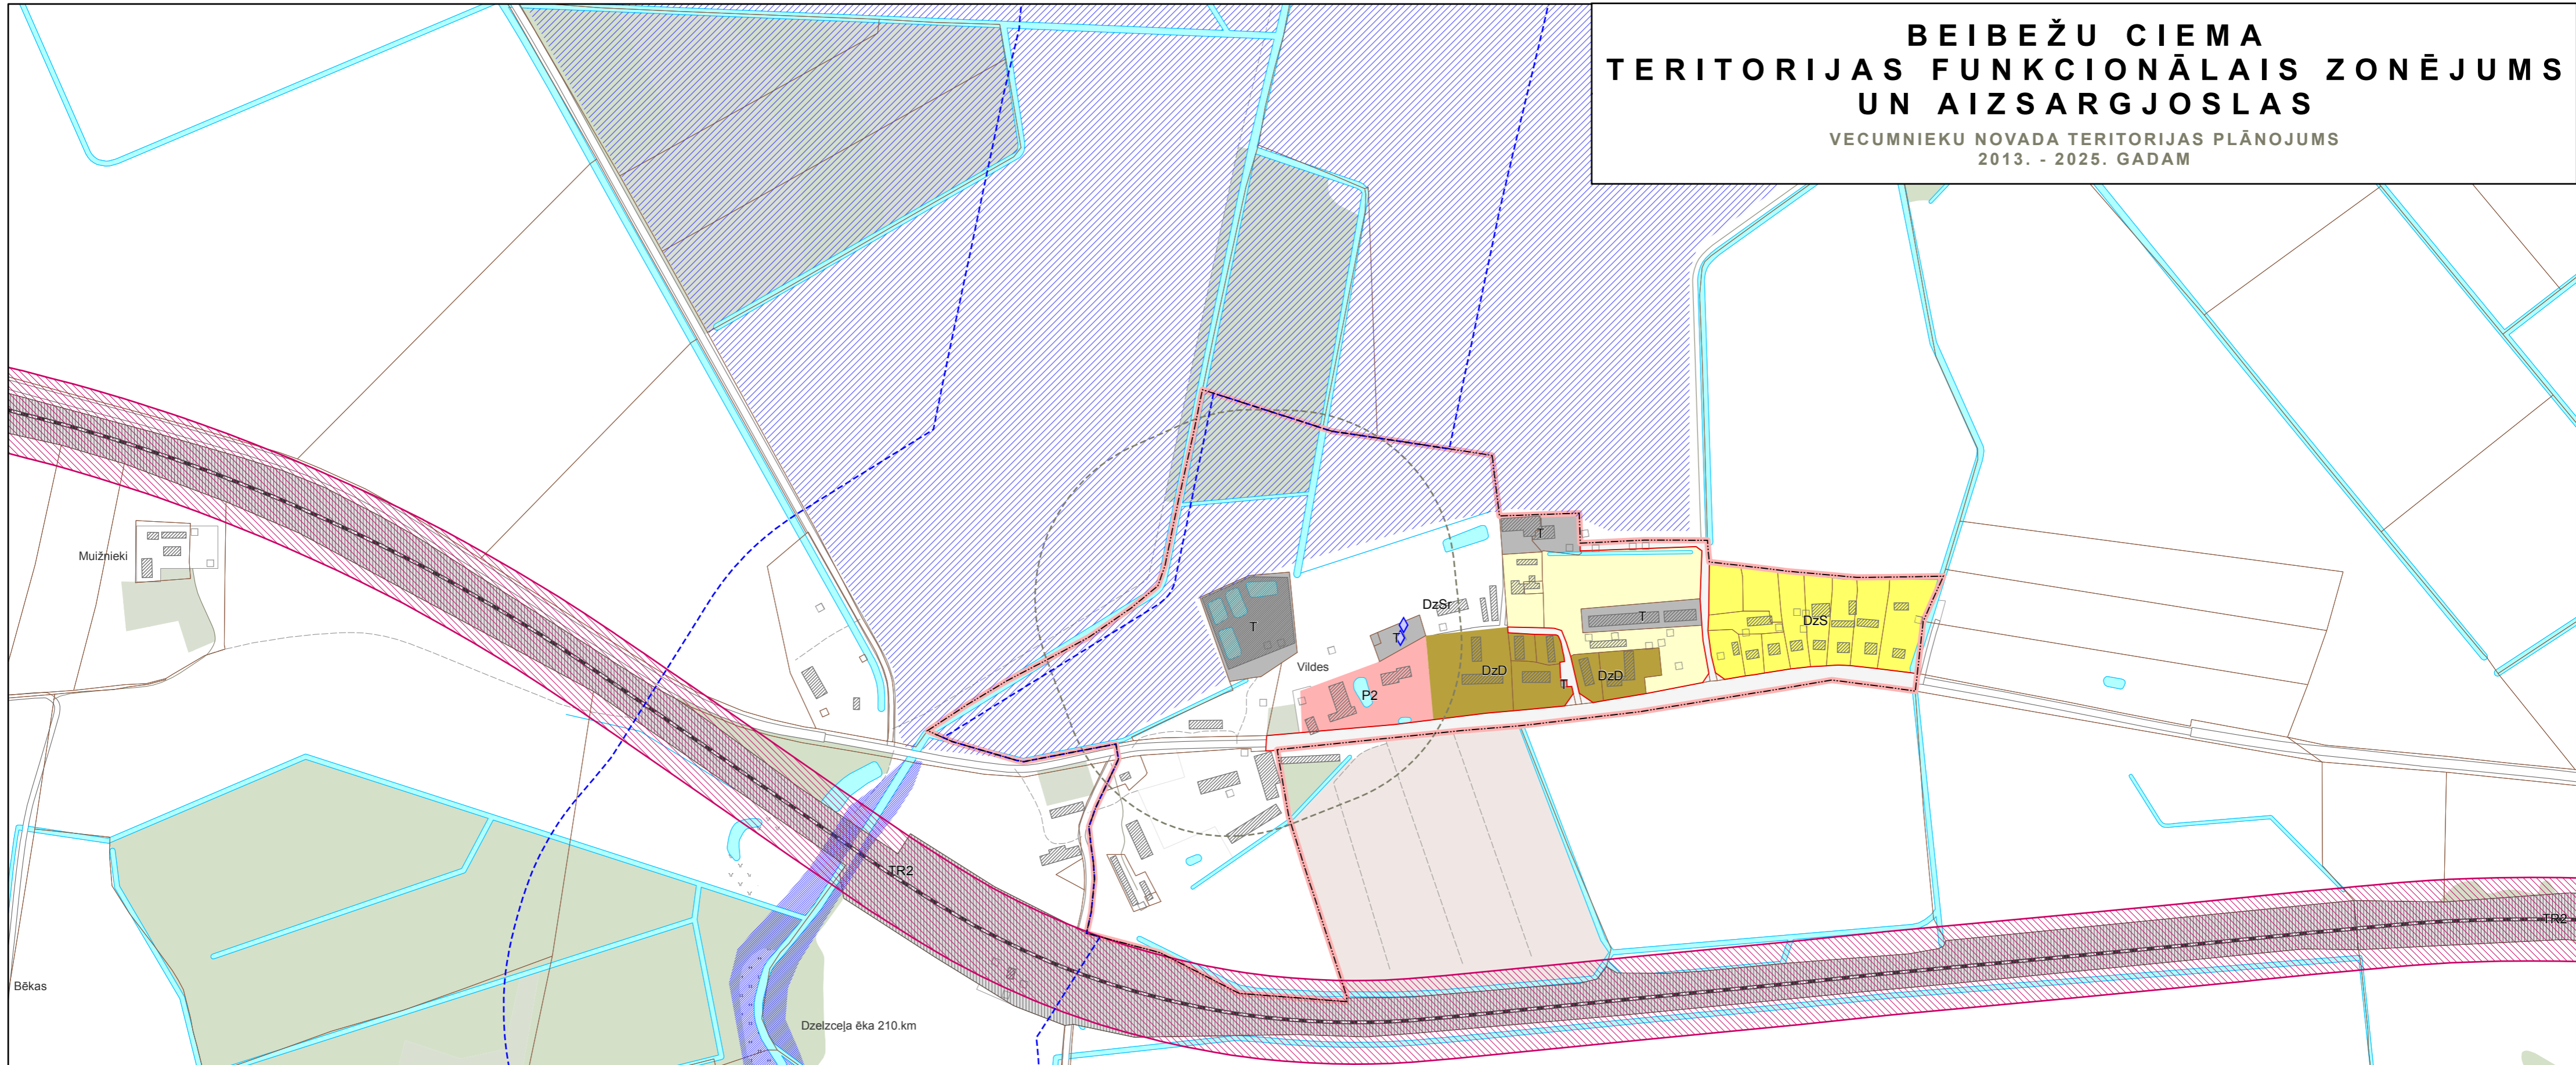 BEIBEŽU CIEMA
TERITORIJAS FUNKCIONĀLAIS ZONĒJUMS
UN AIZSARGJOSLAS
VECUMNIEKU NOVADA TERITORIJAS PLĀNOJUMS
2013. - 2025. GADAM
T
Muižnieki
DzSr
T
DzS
T
T
Vildes
DzD
DzD
T
P2
TR2
TR2
Bēkas
Dzelzceļa ēka 210.km